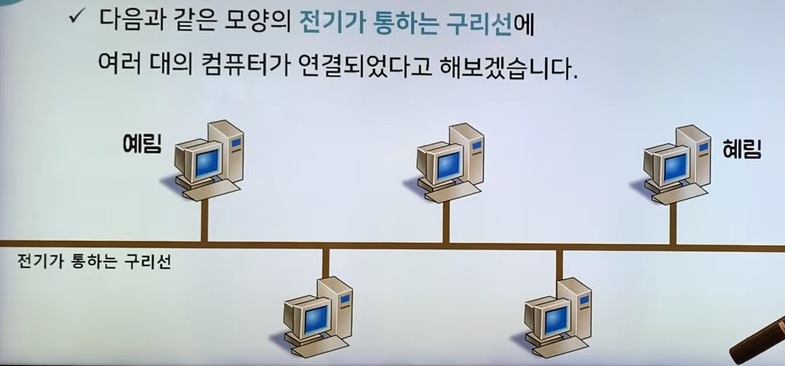 ✓ 다음과 같은 모양의 전기가 통하는 구리선에
여러 대의 컴퓨터가 연결되었다고 해보겠습니다.
예림
혜림
전기가 통하는 구리선